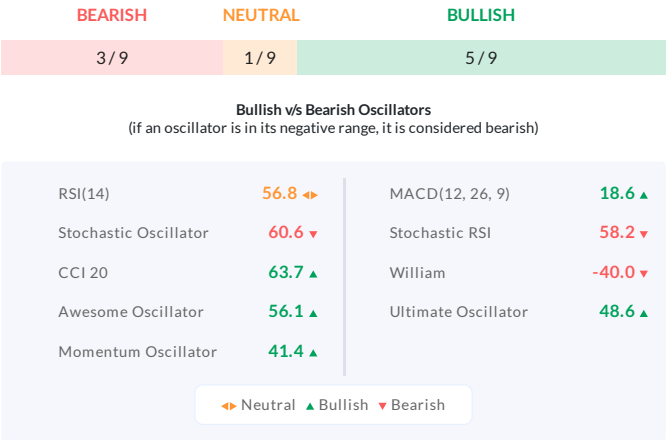 BEARISH NEUTRAL BULLISH
3 / 9 1 / 9 5 / 9
Bullish v/s Bearish Oscillators
(if an oscillator is in its negative range, it is considered bearish)
RSI(14) 56.8 ◂▸
Stochastic Oscillator 60.6 ▼
CCI 20 63.7 ▲
Awesome Oscillator 56.1 ▲
Momentum Oscillator 41.4 ▲
MACD(12, 26, 9) 18.6 ▲
Stochastic RSI 58.2 ▼
William -40.0 ▼
Ultimate Oscillator 48.6 ▲
◂▸ Neutral ▲ Bullish ▼ Bearish